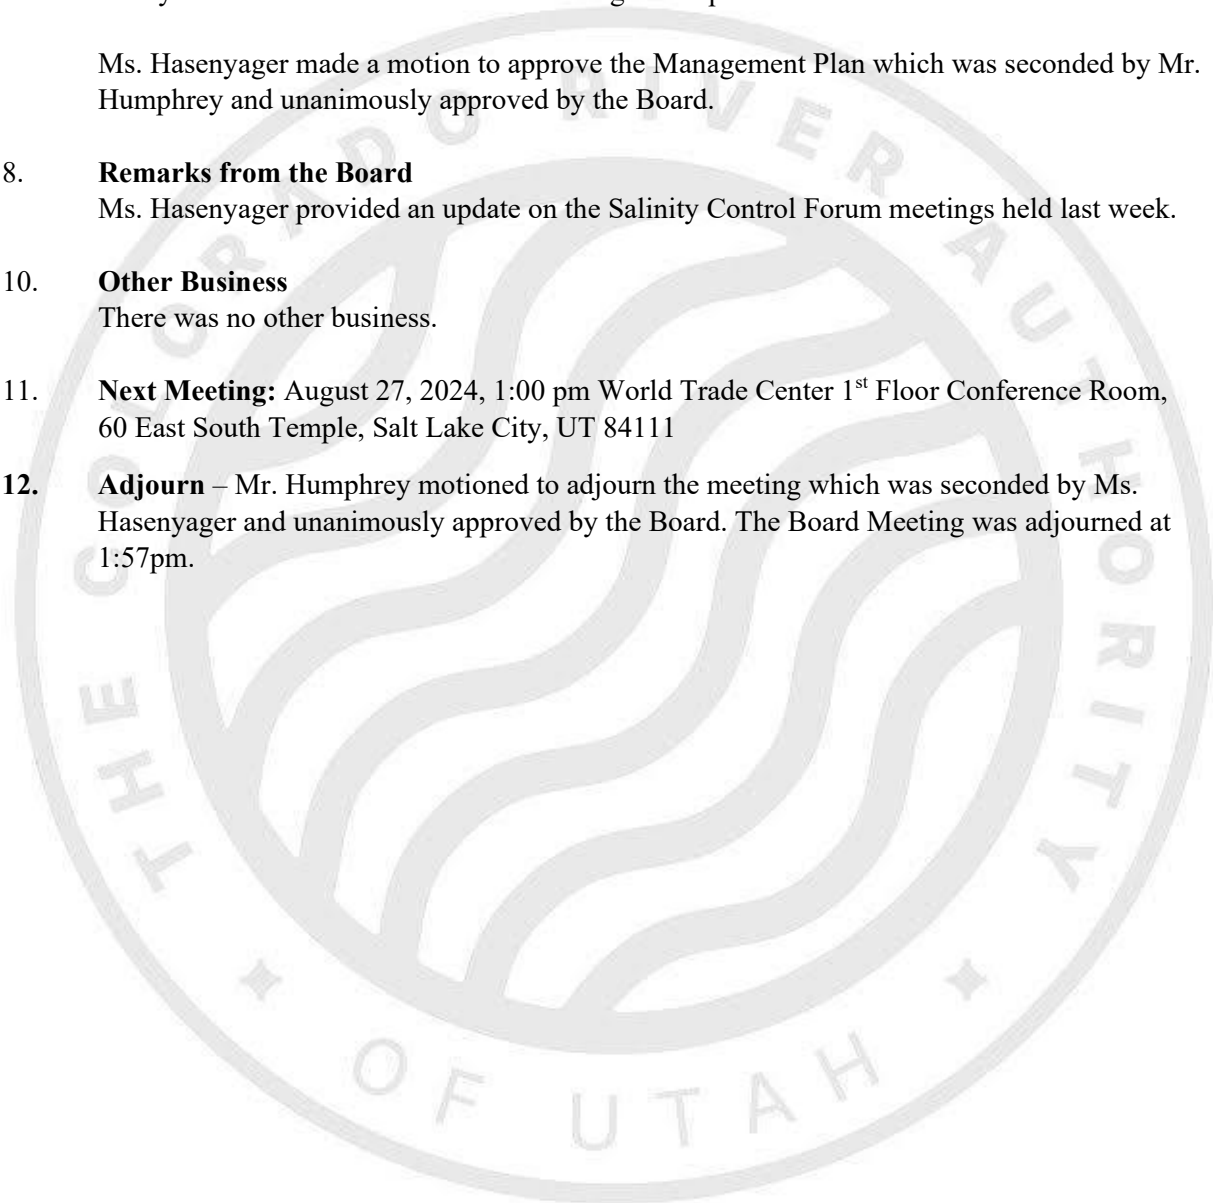 Ms. Hasenyager made a motion to approve the Management Plan which was seconded by Mr.
Humphrey and unanimously approved by the Board.
8. Remarks from the Board
Ms. Hasenyager provided an update on the Salinity Control Forum meetings held last week.
10. Other Business
There was no other business.
11. Next Meeting: August 27, 2024, 1:00 pm World Trade Center 1st Floor Conference Room,
60 East South Temple, Salt Lake City, UT 84111
12. Adjourn – Mr. Humphrey motioned to adjourn the meeting which was seconded by Ms.
Hasenyager and unanimously approved by the Board. The Board Meeting was adjourned at
1:57pm.
THE COLORADO RIVER AUTHORITY
OF UTAH